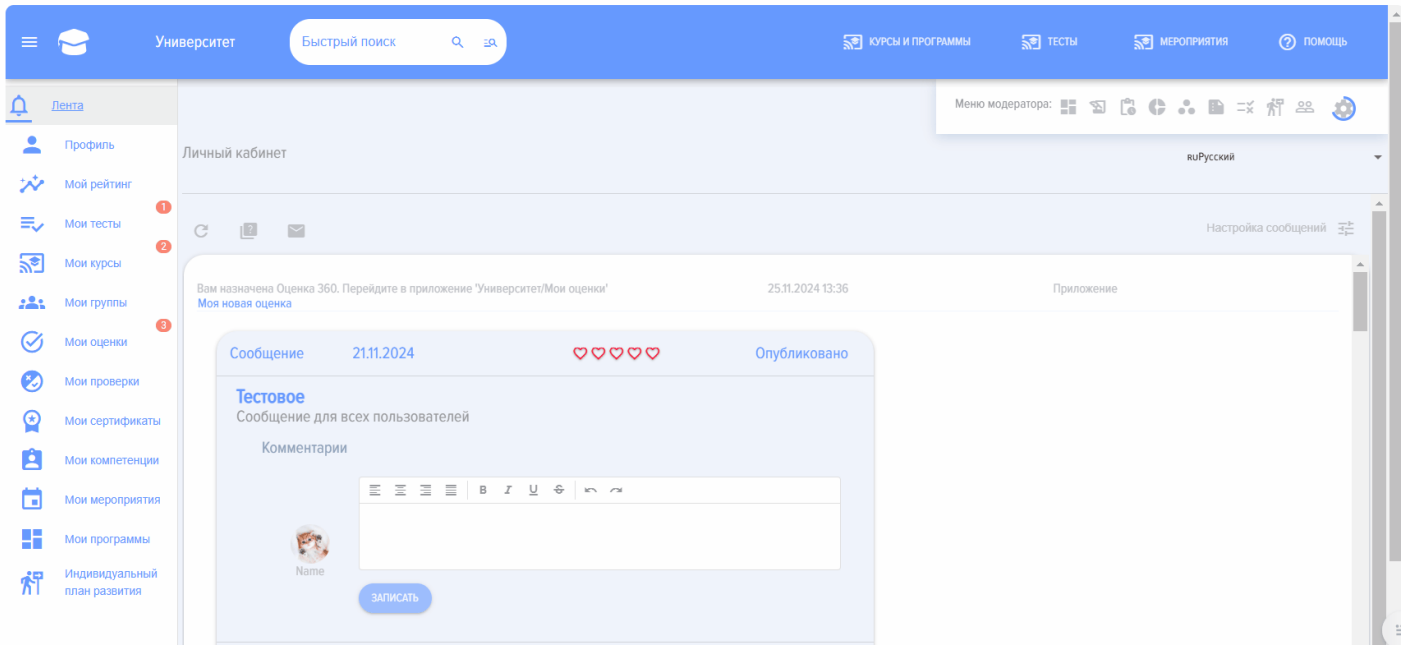 Университет
Быстрый поиск
КУРСЫ И ПРОГРАММЫ
ТЕСТЫ
МЕРОПРИЯТИЯ
ПОМОЩЬ
Меню модератора:
Лента
Профиль
Мой рейтинг
1
Мои тесты
2
Мои курсы
Мои группы
3
Мои оценки
Мои проверки
Мои сертификаты
Мои компетенции
Мои мероприятия
Мои программы
Индивидуальный
план развития
Личный кабинет
RUРусский
Настройка сообщений
Вам назначена Оценка 360. Перейдите в приложение 'Университет/Мои оценки' 25.11.2024 13:36 Приложение
Моя новая оценка
Сообщение 21.11.2024 Опубликовано
Тестовое
Сообщение для всех пользователей
Комментарии
B I U S
Name
ЗАПИСАТЬ